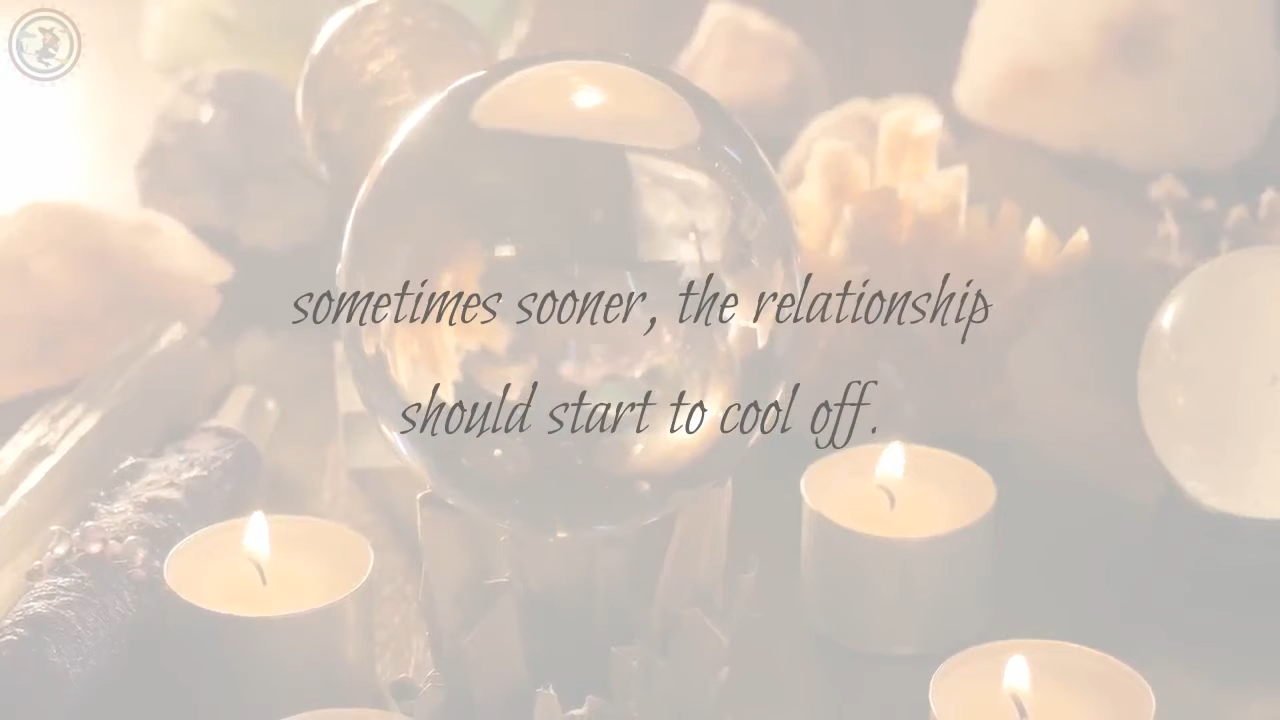 sometimes sooner, the relationship
should start to cool off.